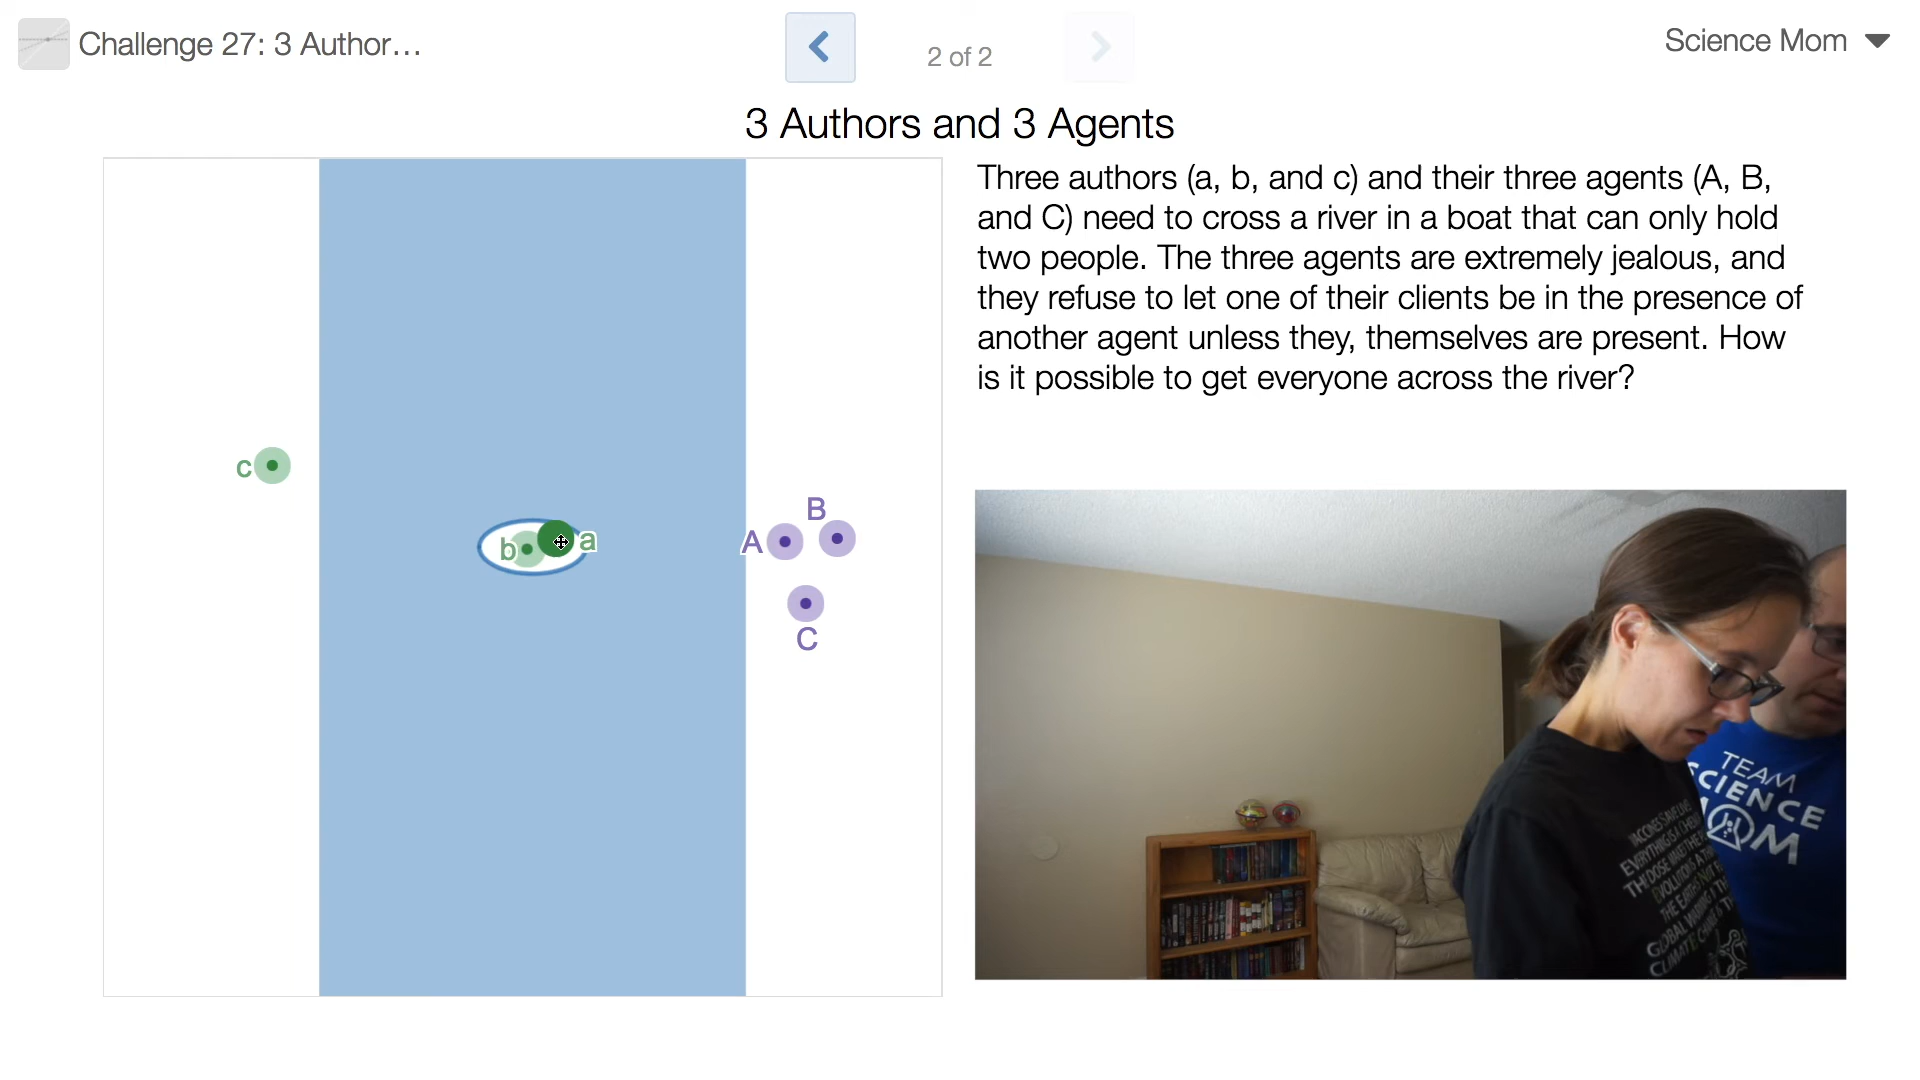 Challenge 27: 3 Author...
2 of 2
Science Mom
3 Authors and 3 Agents
Three authors (a, b, and c) and their three agents (A, B,
and C) need to cross a river in a boat that can only hold
two people. The three agents are extremely jealous, and
they refuse to let one of their clients be in the presence of
another agent unless they, themselves are present. How
is it possible to get everyone across the river?
c
b
a
A
B
C
TEAM
SCIENCE
MOM